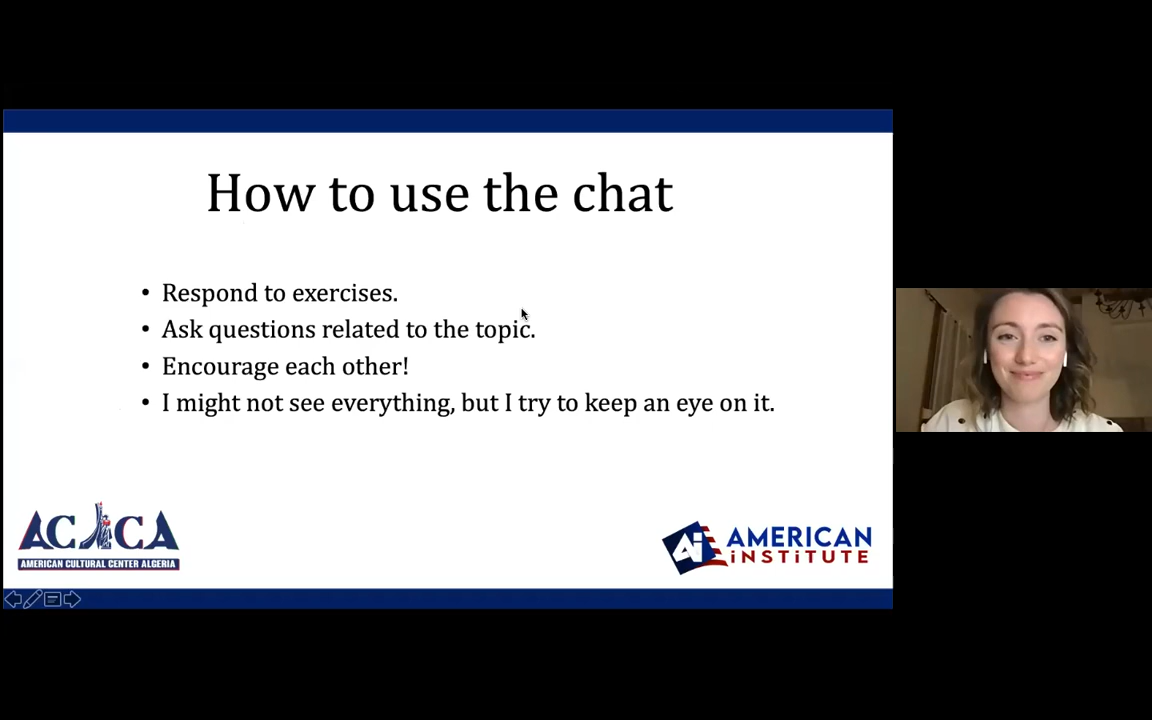 How to use the chat
• Respond to exercises.
• Ask questions related to the topic.
• Encourage each other!
• I might not see everything, but I try to keep an eye on it.
ACCA
AMERICAN CULTURAL CENTER ALGERIA
Ai AMERICAN
iNSTiTUTE